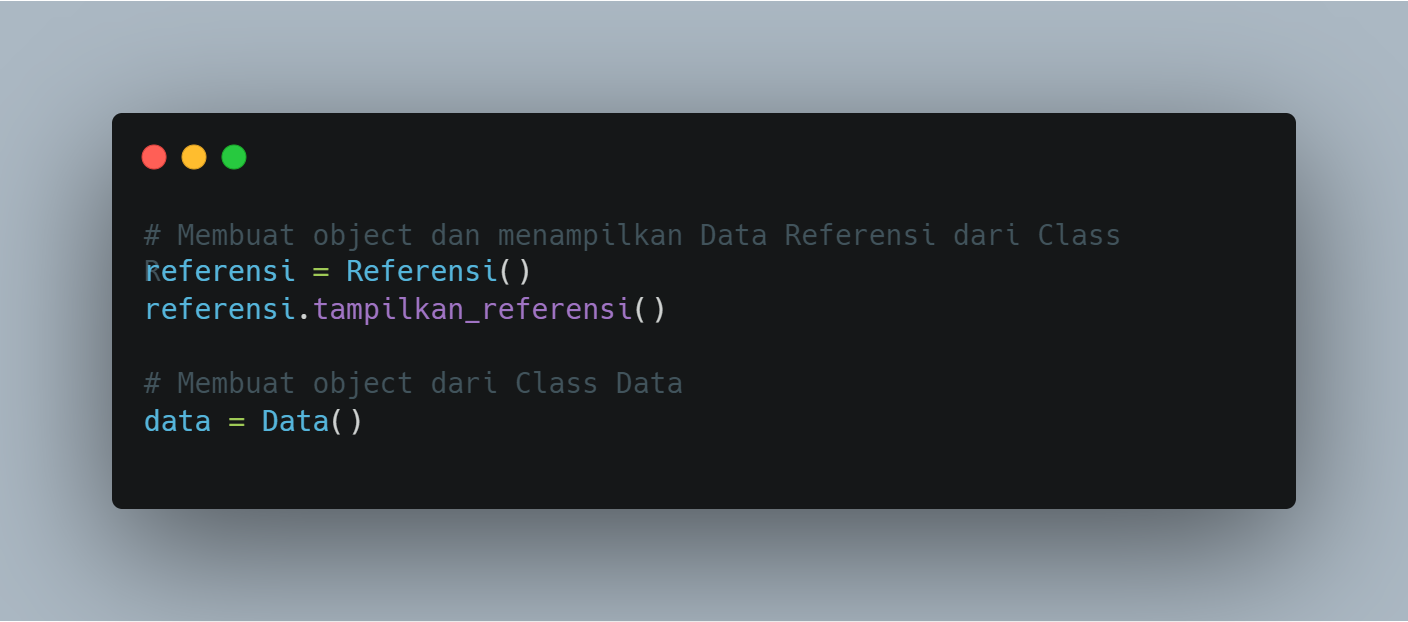 # Membuat object dan menampilkan Data Referensi dari Class
referensi = Referensi()
referensi.tampilkan_referensi()
# Membuat object dari Class Data
data = Data()